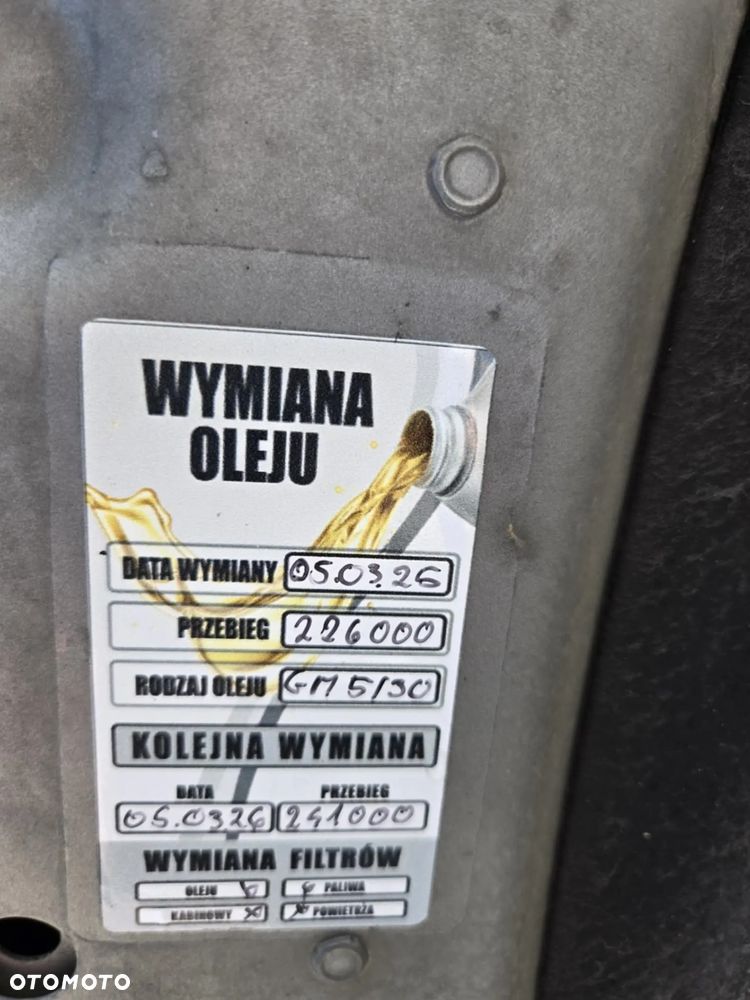 WYMIANA
OLEJU
DATA WYMIANY 05.03.26
PRZEBIEG 226000
RODZAJ OLEJU GM 5/30
KOLEJNA WYMIANA
DATA PRZEBIEG
05.03.26 241000
WYMIANA FILTRÓW
OLEJU PALIWA
KABINOWY POWIETRZA
OTOMOTO